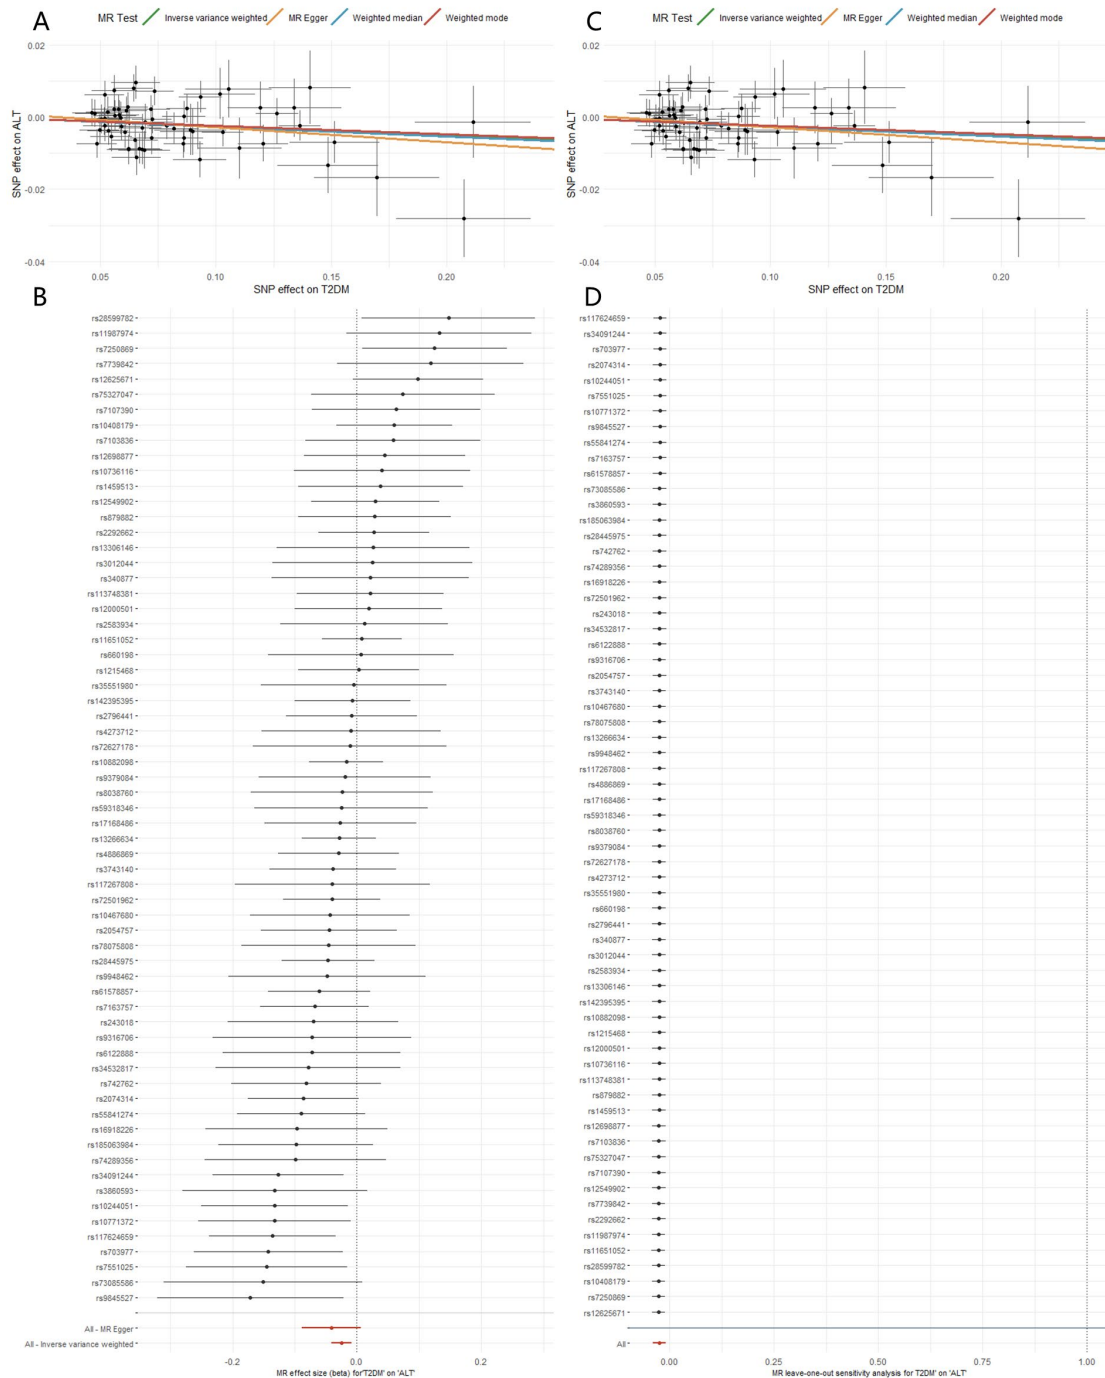 A
MR Test Inverse variance weighted MR Egger Weighted median Weighted mode
0.02
0.00
-0.02
-0.04
SNP effect on ALT
0.05 0.10 0.15 0.20
SNP effect on T2DM
C
MR Test Inverse variance weighted MR Egger Weighted median Weighted mode
0.02
0.00
-0.02
-0.04
SNP effect on ALT
0.05 0.10 0.15 0.20
SNP effect on T2DM
B
rs28599782
rs11987974
rs7250869
rs7739842
rs12625671
rs75327047
rs7107390
rs10408179
rs7103836
rs12698877
rs10736116
rs1459513
rs12549902
rs879882
rs2292662
rs13306146
rs3012044
rs340877
rs113748381
rs12000501
rs2583934
rs11651052
rs660198
rs1215468
rs35551980
rs142395395
rs2796441
rs4273712
rs72627178
rs10882098
rs9379084
rs8038760
rs59318346
rs17168486
rs13266634
rs4886869
rs3743140
rs117267808
rs72501962
rs10467680
rs2054757
rs78075808
rs28445975
rs9948462
rs61578857
rs7163757
rs243018
rs9316706
rs6122888
rs34532817
rs742762
rs2074314
rs55841274
rs16918226
rs185063984
rs74289356
rs34091244
rs3860593
rs10244051
rs10771372
rs117624659
rs703977
rs7551025
rs73085586
rs9845527
All - MR Egger
All - Inverse variance weighted
-0.2 0.0 0.2
MR effect size (beta) for'T2DM' on 'ALT'
D
rs117624659
rs34091244
rs703977
rs2074314
rs10244051
rs7551025
rs10771372
rs9845527
rs55841274
rs7163757
rs61578857
rs73085586
rs3860593
rs185063984
rs28445975
rs742762
rs74289356
rs16918226
rs72501962
rs243018
rs34532817
rs6122888
rs9316706
rs2054757
rs3743140
rs10467680
rs78075808
rs13266634
rs9948462
rs117267808
rs4886869
rs17168486
rs59318346
rs8038760
rs9379084
rs72627178
rs4273712
rs35551980
rs660198
rs2796441
rs340877
rs3012044
rs2583934
rs13306146
rs142395395
rs10882098
rs1215468
rs12000501
rs10736116
rs113748381
rs879882
rs1459513
rs12698877
rs7103836
rs75327047
rs7107390
rs12549902
rs7739842
rs2292662
rs11987974
rs11651052
rs28599782
rs10408179
rs7250869
rs12625671
All
0.00 0.25 0.50 0.75 1.00
MR leave-one-out sensitivity analysis for T2DM' on 'ALT'